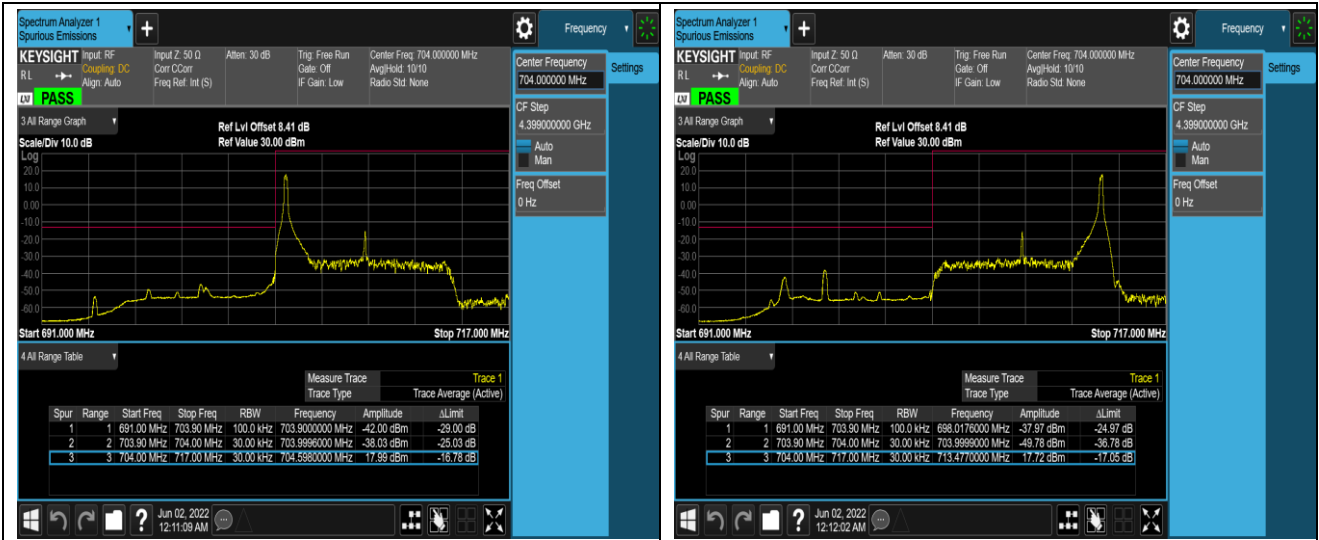 Spectrum Analyzer 1
Spurious Emissions
+
Frequency
KEYSIGHT Input: RF Input Z: 50 Ω Atten: 30 dB Trig: Free Run Center Freq: 704.000000 MHz
RL Coupling: DC Corr CCorr Gate: Off Avg|Hold: 10/10
Align: Auto Freq Ref: Int (S) IF Gain: Low Radio Std: None
LXI PASS
Center Frequency
704.000000 MHz
Settings
CF Step
4.399000000 GHz
Auto
Man
Freq Offset
0 Hz
3 All Range Graph
Ref Lvl Offset 8.41 dB
Scale/Div 10.0 dB Ref Value 30.00 dBm
Log
20.0
10.0
0.00
-10.0
-20.0
-30.0
-40.0
-50.0
-60.0
Start 691.000 MHz Stop 717.000 MHz
4 All Range Table
Measure Trace Trace 1
Trace Type Trace Average (Active)
Spur Range Start Freq Stop Freq RBW Frequency Amplitude ΔLimit
1 1 691.00 MHz 703.90 MHz 100.0 kHz 703.9000000 MHz -42.00 dBm -29.00 dB
2 2 703.90 MHz 704.00 MHz 30.00 kHz 703.9996000 MHz -38.03 dBm -25.03 dB
3 3 704.00 MHz 717.00 MHz 30.00 kHz 704.5980000 MHz 17.99 dBm -16.78 dB
?
Jun 02, 2022
12:11:09 AM
Spectrum Analyzer 1
Spurious Emissions
+
Frequency
KEYSIGHT Input: RF Input Z: 50 Ω Atten: 30 dB Trig: Free Run Center Freq: 704.000000 MHz
RL Coupling: DC Corr CCorr Gate: Off Avg|Hold: 10/10
Align: Auto Freq Ref: Int (S) IF Gain: Low Radio Std: None
LXI PASS
Center Frequency
704.000000 MHz
Settings
CF Step
4.399000000 GHz
Auto
Man
Freq Offset
0 Hz
3 All Range Graph
Ref Lvl Offset 8.41 dB
Scale/Div 10.0 dB Ref Value 30.00 dBm
Log
20.0
10.0
0.00
-10.0
-20.0
-30.0
-40.0
-50.0
-60.0
Start 691.000 MHz Stop 717.000 MHz
4 All Range Table
Measure Trace Trace 1
Trace Type Trace Average (Active)
Spur Range Start Freq Stop Freq RBW Frequency Amplitude ΔLimit
1 1 691.00 MHz 703.90 MHz 100.0 kHz 698.0176000 MHz -37.97 dBm -24.97 dB
2 2 703.90 MHz 704.00 MHz 30.00 kHz 703.9999000 MHz -49.78 dBm -36.78 dB
3 3 704.00 MHz 717.00 MHz 30.00 kHz 713.4770000 MHz 17.72 dBm -17.05 dB
?
Jun 02, 2022
12:12:02 AM